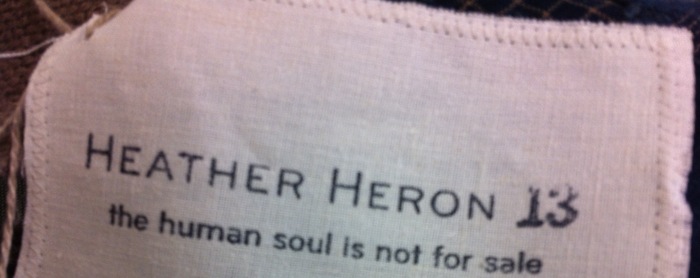 HEATHER HERON 13
the human soul is not for sale